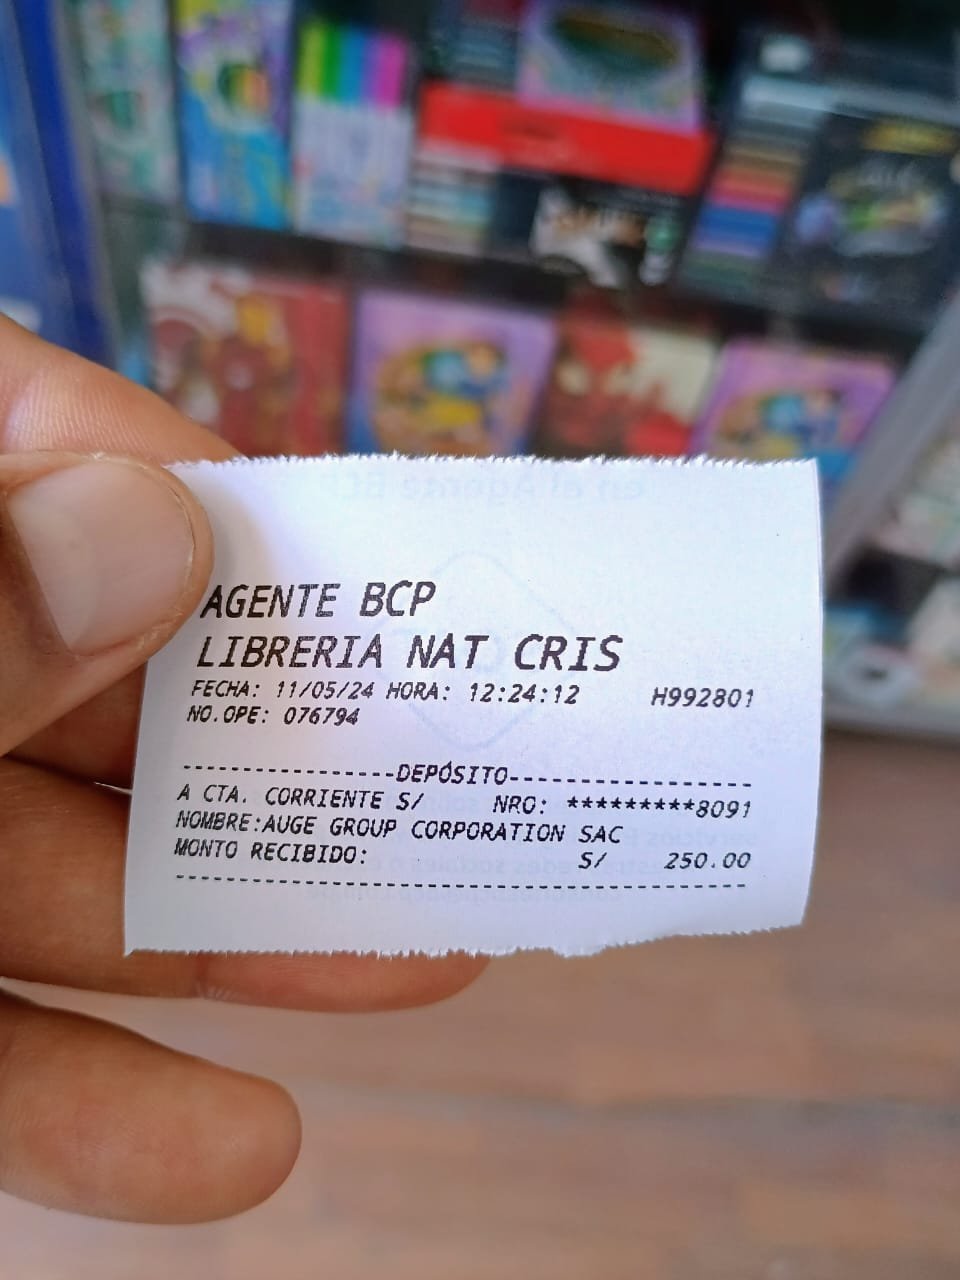 AGENTE BCP
LIBRERIA NAT CRIS
FECHA: 11/05/24 HORA: 12:24:12 H992801
NO.OPE: 076794
-----------------DEPÓSITO--------------------
A CTA. CORRIENTE S/ NRO: *********8091
NOMBRE:AUGE GROUP CORPORATION SAC
MONTO RECIBIDO: S/ 250.00